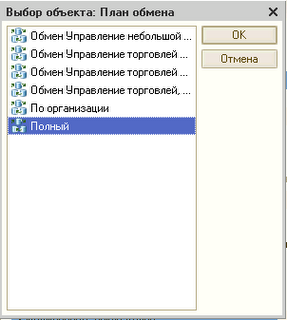 Выбор объекта: План обмена
Обмен Управление небольшой ...
OK
Обмен Управление торговлей ...
Обмен Управление торговлей ...
Отмена
Обмен Управление торговлей, ...
По организации
Полный